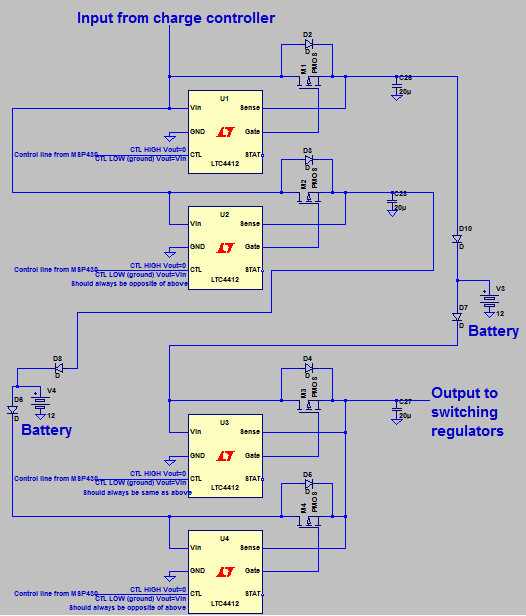 Input from charge controller
D2
D
M1
PMOS
C26
20µ
U1
Vin
Sense
GND
Gate
Control line from MSP430
CTL HIGH Vout=0
CTL LOW (ground) Vout=Vin
CTL
STAT
LTC4412
D3
D
M2
PMOS
C28
20µ
U2
Vin
Sense
GND
Gate
Control line from MSP430
CTL HIGH Vout=0
CTL LOW (ground) Vout=Vin
Should always be opposite of above
CTL
STAT
LTC4412
D10
D
V3
12
D7
D
Battery
D8
D
D6
D
V4
12
Battery
D4
D
M3
PMOS
C27
20µ
Output to
switching
regulators
U3
Vin
Sense
GND
Gate
Control line from MSP430
CTL HIGH Vout=0
CTL LOW (ground) Vout=Vin
Should always be same as above
CTL
STAT
LTC4412
D5
D
M4
PMOS
U4
Vin
Sense
GND
Gate
Control line from MSP430
CTL HIGH Vout=0
CTL LOW (ground) Vout=Vin
Should always be opposite of above
CTL
STAT
LTC4412